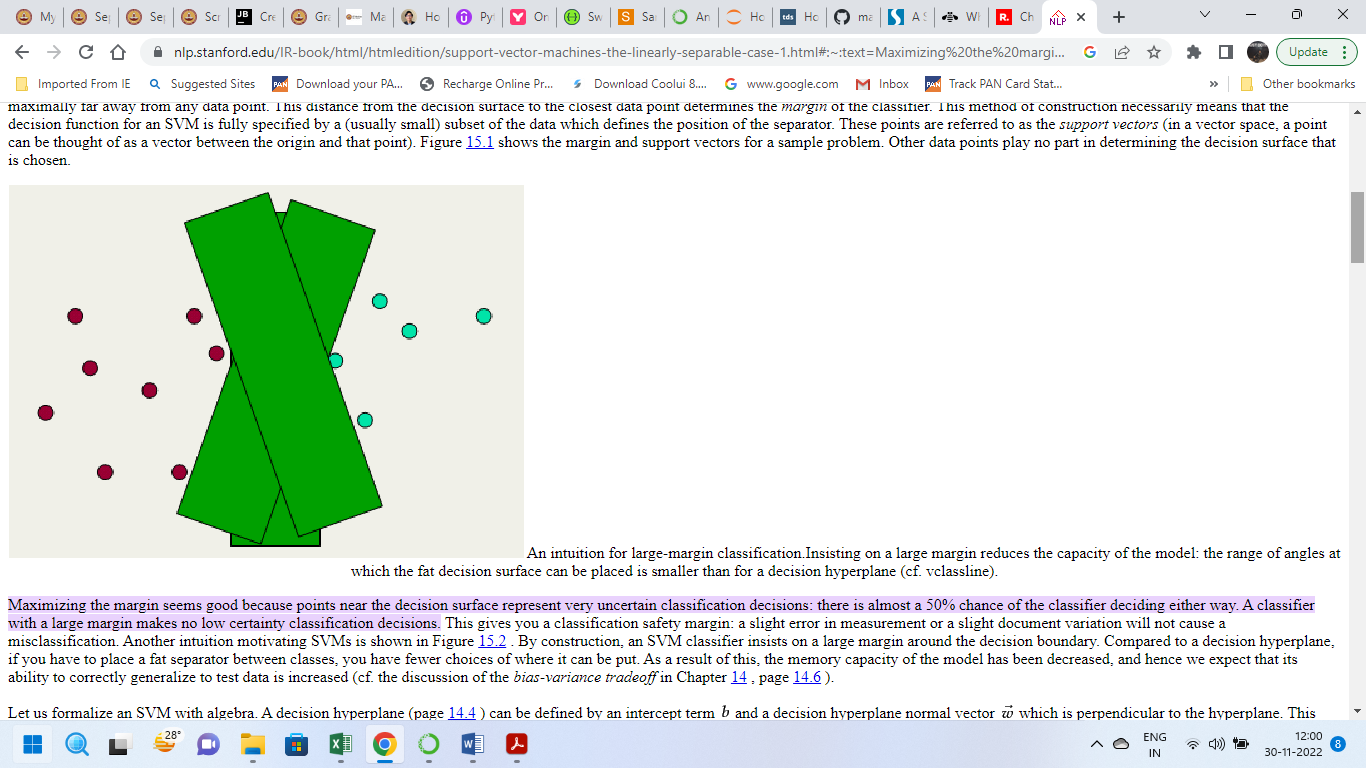 My
Sep
Sep
Scr
JB
Cre
Gra
Ma
Ho
Pyt
On
Sw
S
Sa
An
Ho
tds
Ho
ma
A S
Wi
R.
Ch
NLP
nlp.stanford.edu/IR-book/html/htmledition/support-vector-machines-the-linearly-separable-case-1.html#:~:text=Maximizing%20the%20margi...
Update
Imported From IE
Suggested Sites
PAN Download your PA...
Recharge Online Pr...
Download Coolui 8....
www.google.com
Inbox
PAN Track PAN Card Stat...
»
Other bookmarks
maximally far away from any data point. This distance from the decision surface to the closest data point determines the margin of the classifier. This method of construction necessarily means that the
decision function for an SVM is fully specified by a (usually small) subset of the data which defines the position of the separator. These points are referred to as the support vectors (in a vector space, a point
can be thought of as a vector between the origin and that point). Figure 15.1 shows the margin and support vectors for a sample problem. Other data points play no part in determining the decision surface that
is chosen.
An intuition for large-margin classification.Insisting on a large margin reduces the capacity of the model: the range of angles at
which the fat decision surface can be placed is smaller than for a decision hyperplane (cf. vclassline).
Maximizing the margin seems good because points near the decision surface represent very uncertain classification decisions: there is almost a 50% chance of the classifier deciding either way. A classifier
with a large margin makes no low certainty classification decisions. This gives you a classification safety margin: a slight error in measurement or a slight document variation will not cause a
misclassification. Another intuition motivating SVMs is shown in Figure 15.2 . By construction, an SVM classifier insists on a large margin around the decision boundary. Compared to a decision hyperplane,
if you have to place a fat separator between classes, you have fewer choices of where it can be put. As a result of this, the memory capacity of the model has been decreased, and hence we expect that its
ability to correctly generalize to test data is increased (cf. the discussion of the bias-variance tradeoff in Chapter 14 , page 14.6 ).
Let us formalize an SVM with algebra. A decision hyperplane (page 14.4 ) can be defined by an intercept term b and a decision hyperplane normal vector w⃗ which is perpendicular to the hyperplane. This
28°
ENG
IN
12:00
30-11-2022
8